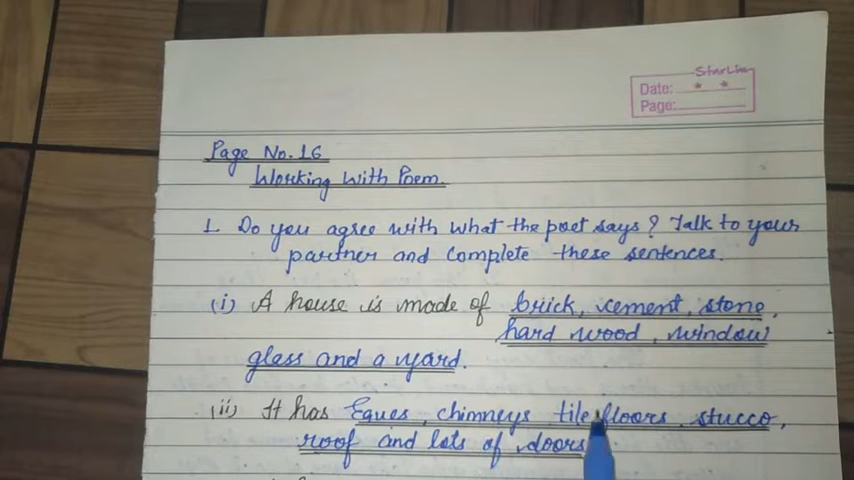 StarLine
Date:
Page:
Page No. 16
Working with Poem.
1. Do you agree with what the poet says? Talk to your
partner and complete these sentences.
(i) A house is made of brick, cement, stone,
hard wood, window
glass and a yard.
(ii) It has Eaues, chimneys tile floors, stucco,
roof and lots of doors